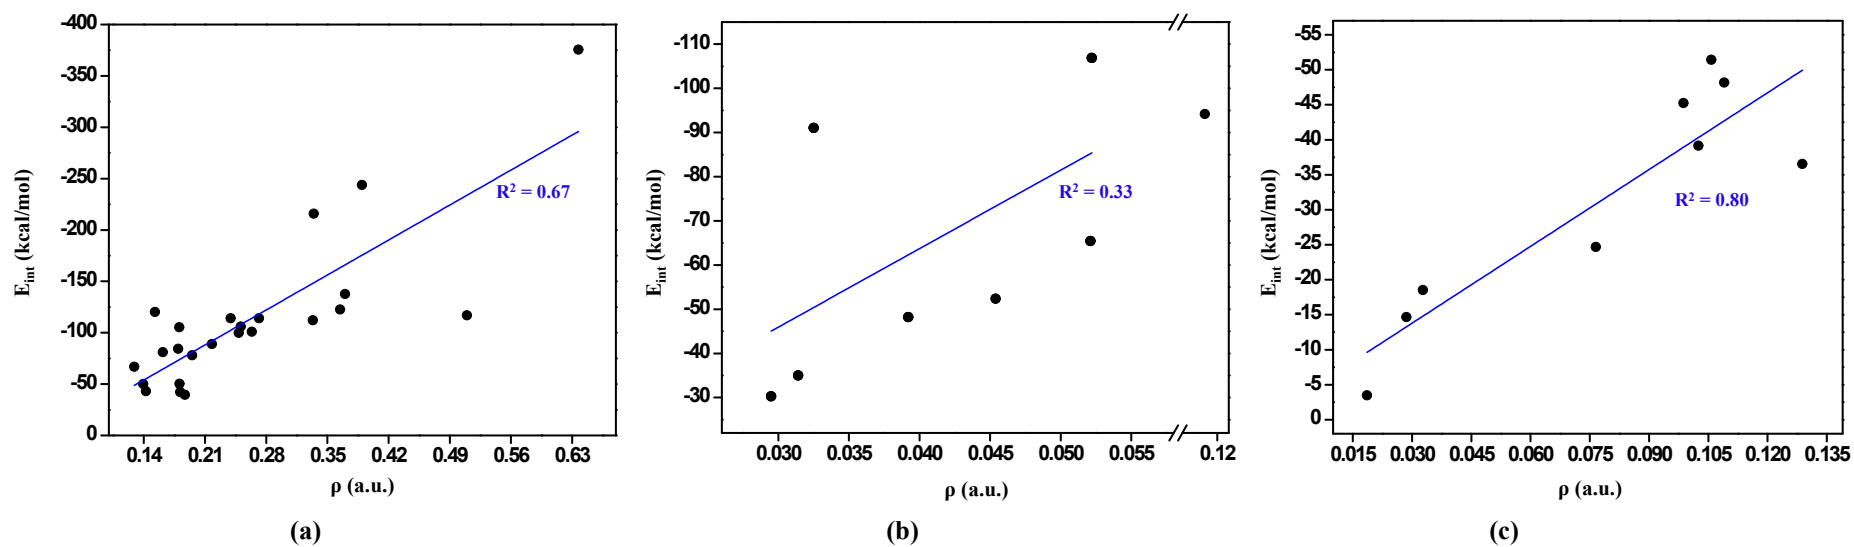 -400
-350
-300
-250
-200
-150
-100
-50
0
E_int (kcal/mol)
R² = 0.67
0.14 0.21 0.28 0.35 0.42 0.49 0.56 0.63
ρ (a.u.)
(a)
-110
-100
-90
-80
-70
-60
-50
-40
-30
E_int (kcal/mol)
R² = 0.33
0.030 0.035 0.040 0.045 0.050 0.055 0.12
ρ (a.u.)
(b)
-55
-50
-45
-40
-35
-30
-25
-20
-15
-10
-5
0
E_int (kcal/mol)
R² = 0.80
0.015 0.030 0.045 0.060 0.075 0.090 0.105 0.120 0.135
ρ (a.u.)
(c)